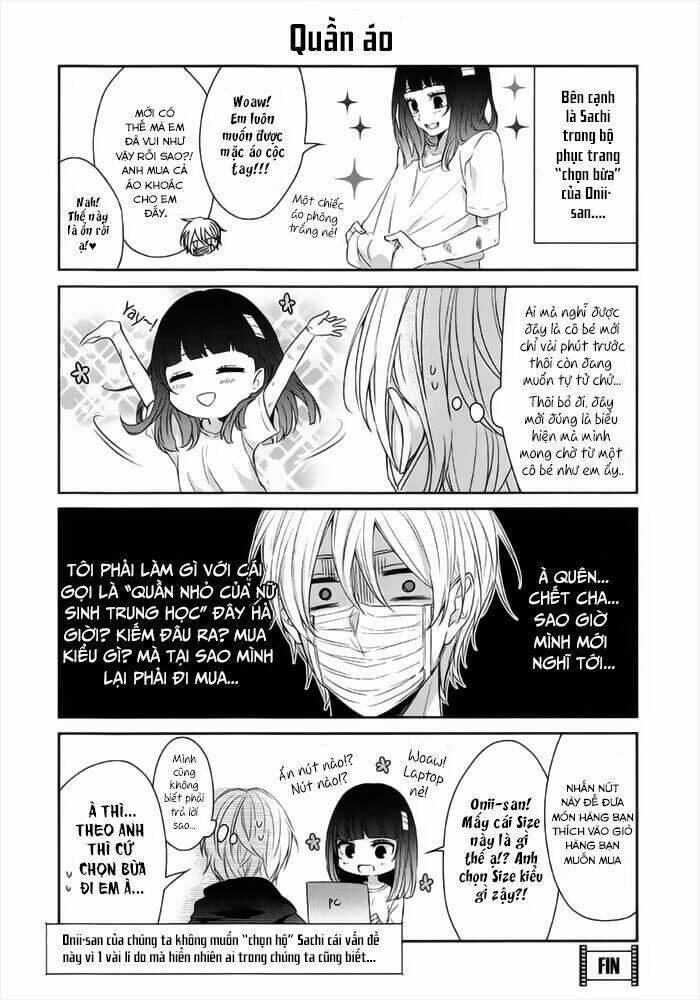 Quần áo
Bên cạnh
là Sachi
trong bộ
phục trang
"chọn bừa"
của Onii-
san....
Woaw!
Em luôn
muốn được
mặc áo cộc
tay!!!
Một chiếc
áo phông
trắng nè!
MỚI CÓ
THẾ MÀ EM
ĐÃ VUI NHƯ
VẬY RỒI SAO?!
ANH MUA CẢ
ÁO KHOÁC
CHO EM
ĐẤY.
Nah!
Thế này
là ổn rồi
ạ!♥
Ai mà nghĩ được
đây là cô bé mới
chỉ vài phút trước
thôi còn đang
muốn tự tử chứ...
Thôi bỏ đi, đây
mới đúng là biểu
hiện mà mình
mong chờ từ một
cô bé như em ấy..
Yay~!
À QUÊN...
CHẾT CHA...
SAO GIỜ
MÌNH MỚI
NGHĨ TỚI...
TÔI PHẢI LÀM GÌ VỚI CÁI
GỌI LÀ "QUẦN NHỎ CỦA NỮ
SINH TRUNG HỌC" ĐÂY HẢ
GIỜI? KIẾM ĐÂU RA? MUA
KIỂU GÌ? MÀ TẠI SAO MÌNH
LẠI PHẢI ĐI MUA...
NHẤN NÚT
NÀY ĐỂ ĐƯA
MÓN HÀNG BẠN
THÍCH VÀO GIỎ
HÀNG BẠN
MUỐN MUA
Onii-san!
Mấy cái Size
này là gì
thế ạ!? Anh
chọn Size kiểu
gì zậy?!
Woaw!
Laptop
nè!
Ấn nút nào!?
Nút nào!?
PC
Mình
cũng
không
biết phải
trả lời
sao...
À THÌ...
THEO ANH
THÌ CỨ
CHỌN BỪA
ĐI EM À...
Onii-san của chúng ta không muốn "chọn hộ" Sachi cái vấn đề
này vì 1 vài lí do mà hiển nhiên ai trong chúng ta cũng biết...
FIN